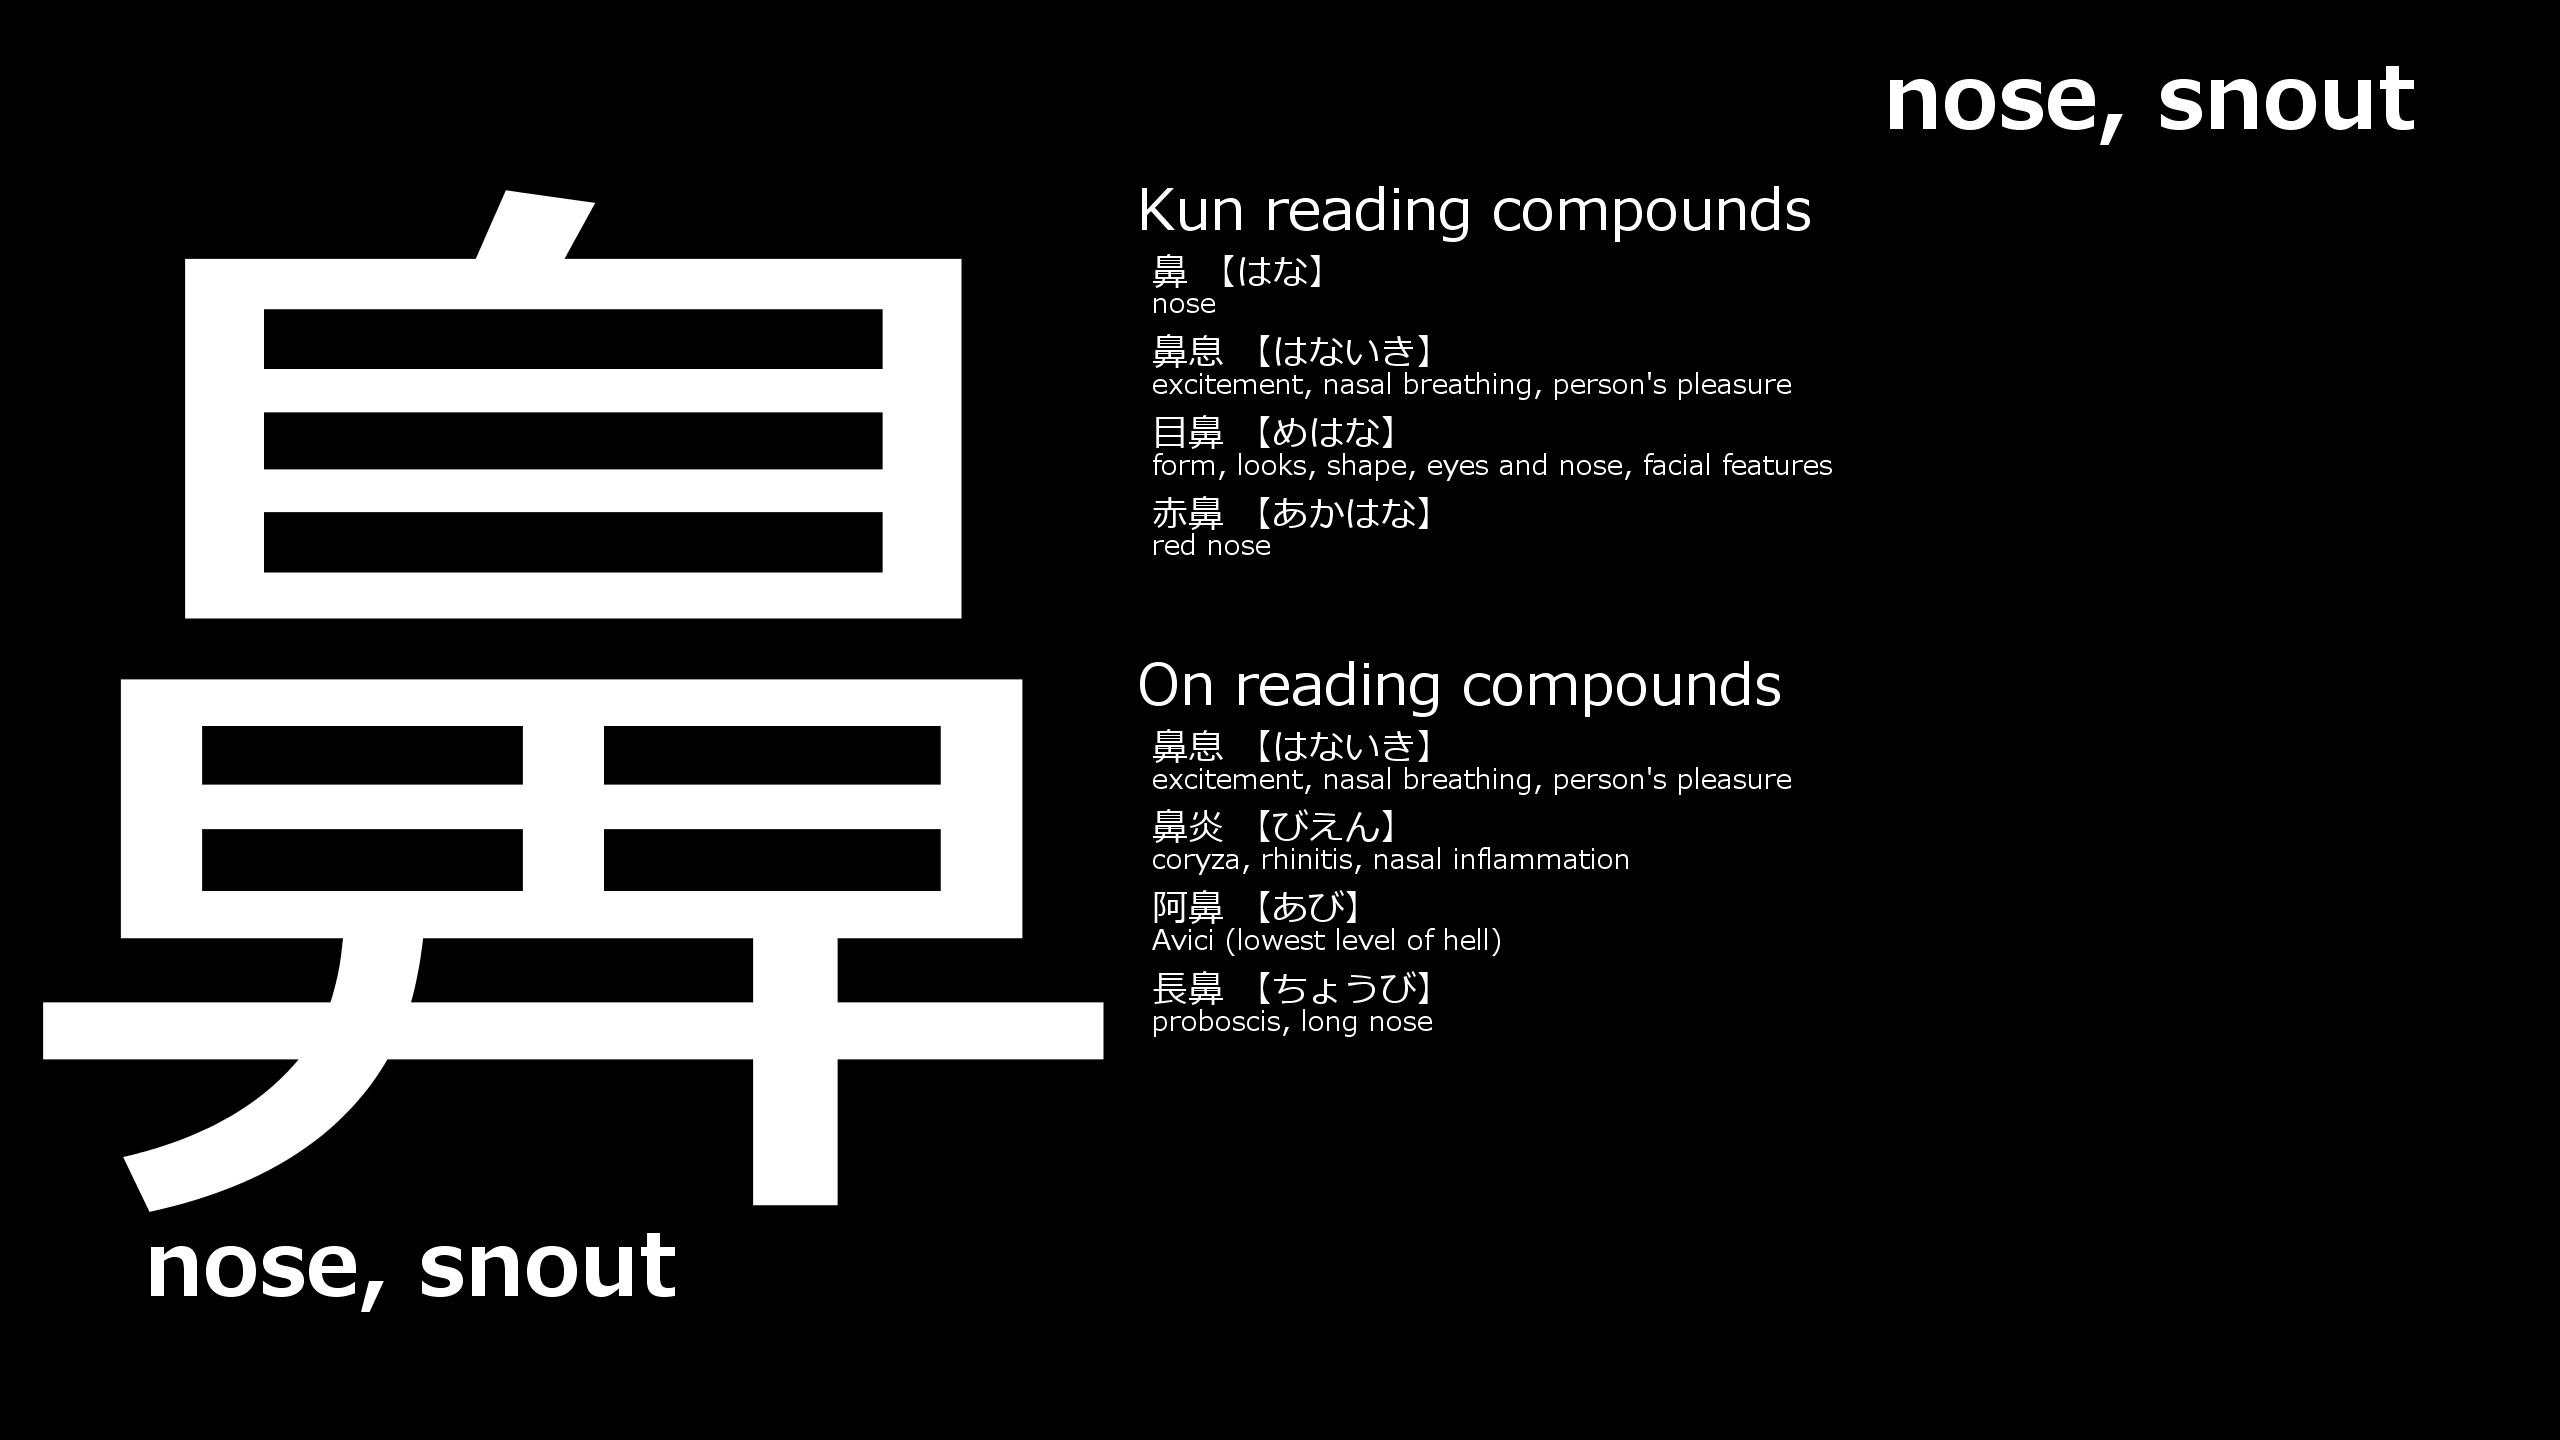 nose, snout
鼻
nose, snout
Kun reading compounds
鼻 【はな】
nose
鼻息 【はないき】
excitement, nasal breathing, person's pleasure
目鼻 【めはな】
form, looks, shape, eyes and nose, facial features
赤鼻 【あかはな】
red nose
On reading compounds
鼻息 【はないき】
excitement, nasal breathing, person's pleasure
鼻炎 【びえん】
coryza, rhinitis, nasal inflammation
阿鼻 【あび】
Avici (lowest level of hell)
長鼻 【ちょうび】
proboscis, long nose